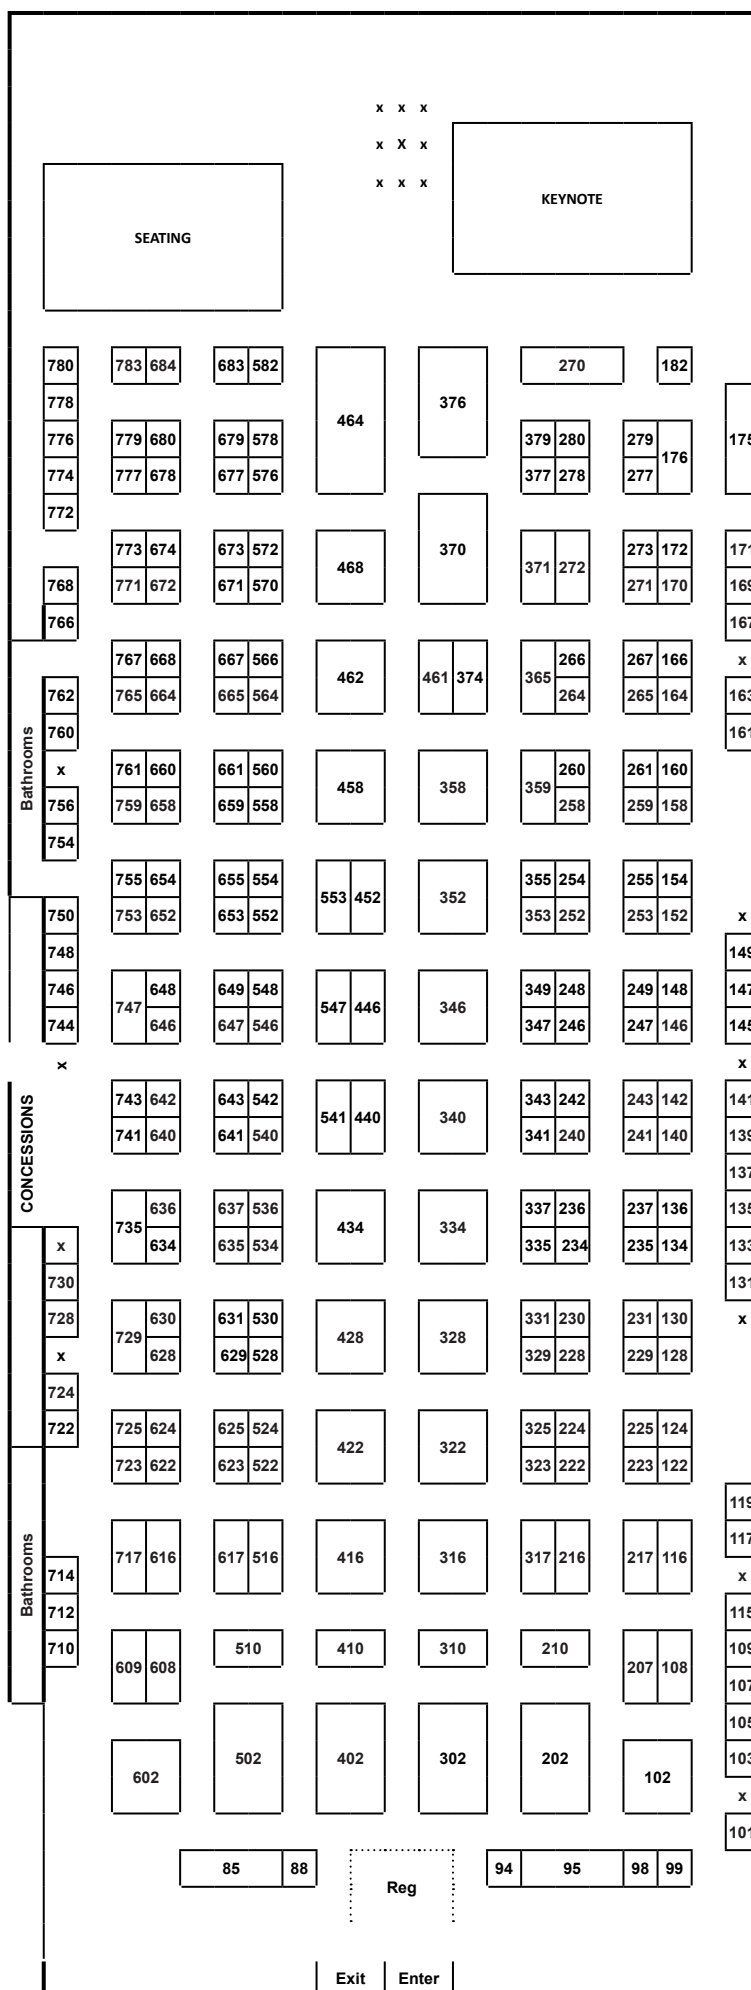 x x x
x X x
x x x
KEYNOTE
SEATING
780 783 684 683 582 464 376 270 182
778
776 779 680 679 578 379 280 279 176 175
774 777 678 677 576 377 278 277
772
773 674 673 572 468 370 371 272 273 172 171
768 771 672 671 570 271 170 169
766 167
767 668 667 566 462 461 374 365 266 267 166 x
762 765 664 665 564 264 265 164 163
760 161
Bathrooms
x 761 660 661 560 458 358 359 260 261 160
756 759 658 659 558 258 259 158
754
755 654 655 554 553 452 352 355 254 255 154
750 753 652 653 552 353 252 253 152 x
748 149
746 747 648 649 548 547 446 346 349 248 249 148 147
744 646 647 546 347 246 247 146 145
x x
CONCESSIONS
743 642 643 542 541 440 340 343 242 243 142 141
741 640 641 540 341 240 241 140 139
137
735 636 637 536 434 334 337 236 237 136 135
x 634 635 534 335 234 235 134 133
730 131
728 729 630 631 530 428 328 331 230 231 130 x
x 628 629 528 329 228 229 128
724
722 725 624 625 524 422 322 325 224 225 124
723 622 623 522 323 222 223 122
119
Bathrooms
717 616 617 516 416 316 317 216 217 116 117
714 x
712 115
710 609 608 510 410 310 210 207 108 109
107
105
602 502 402 302 202 102 103
x
101
85 88 Reg 94 95 98 99
Exit Enter